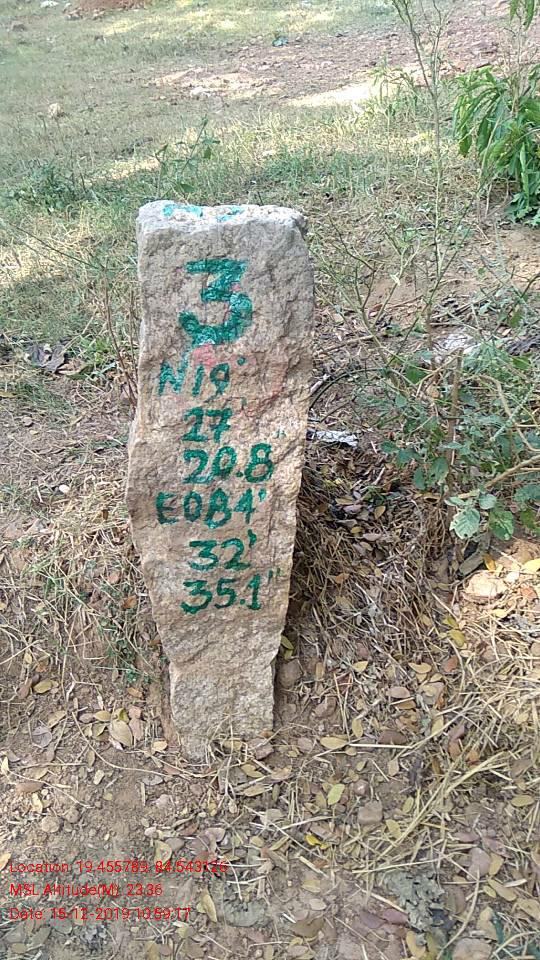 3
N19°
27'
20.8"
E084°
32'
35.1"
Location: 19.455789, 84.543126
MSL Altitude(M): 23.36
Date: 15-12-2019 10:59:17